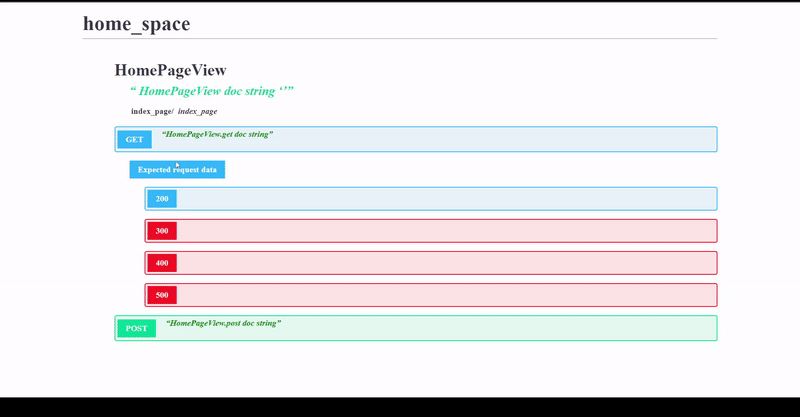 home_space
HomePageView
“ HomePageView doc string ‘’”
index_page/ index_page
GET “HomePageView.get doc string”
Expected request data
200
300
400
500
POST “HomePageView.post doc string”